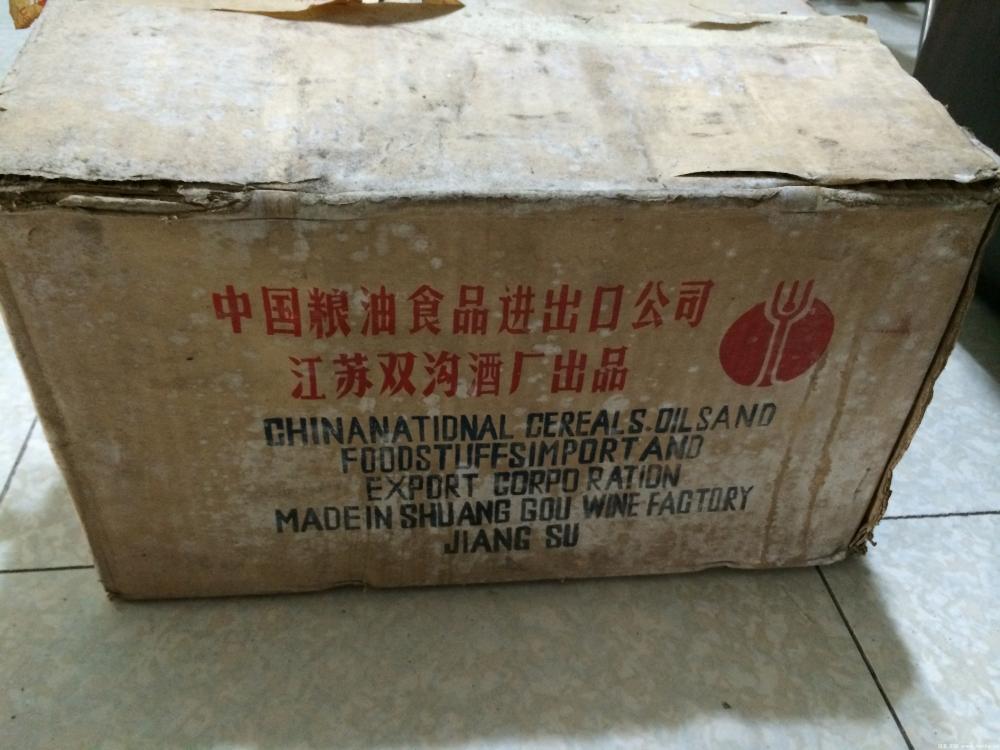 中国粮油食品进出口公司
江苏双沟酒厂出品
CHINANATIONAL CEREALS.OILSAND
FOODSTUFFSIMPORTAND
EXPORT CORPO RATION
MADEIN SHUANG GOU WINE FACTORY
JIANG SU